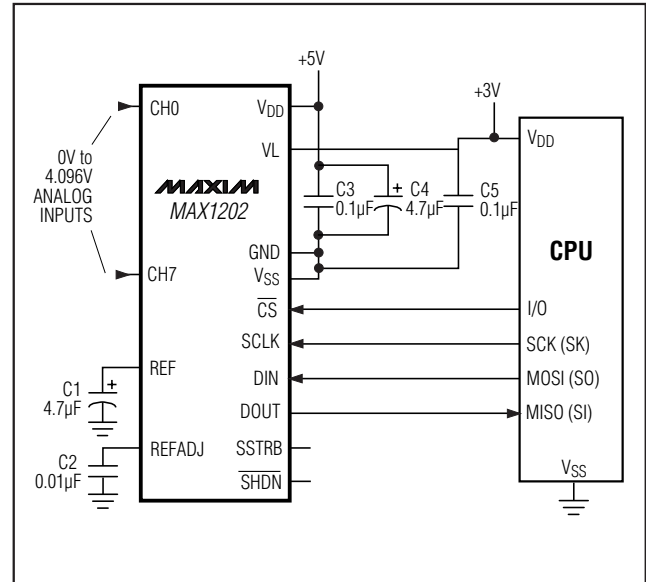 +5V
+3V
CH0
VDD
VL
VDD
0V to
4.096V
ANALOG
INPUTS
MAXIM
MAX1202
C3
0.1µF
+
C4
4.7µF
C5
0.1µF
CPU
GND
VSS
CH7
CS
I/O
SCLK
SCK (SK)
REF
DIN
MOSI (SO)
C1
4.7µF
+
DOUT
MISO (SI)
REFADJ
SSTRB
C2
0.01µF
SHDN
VSS